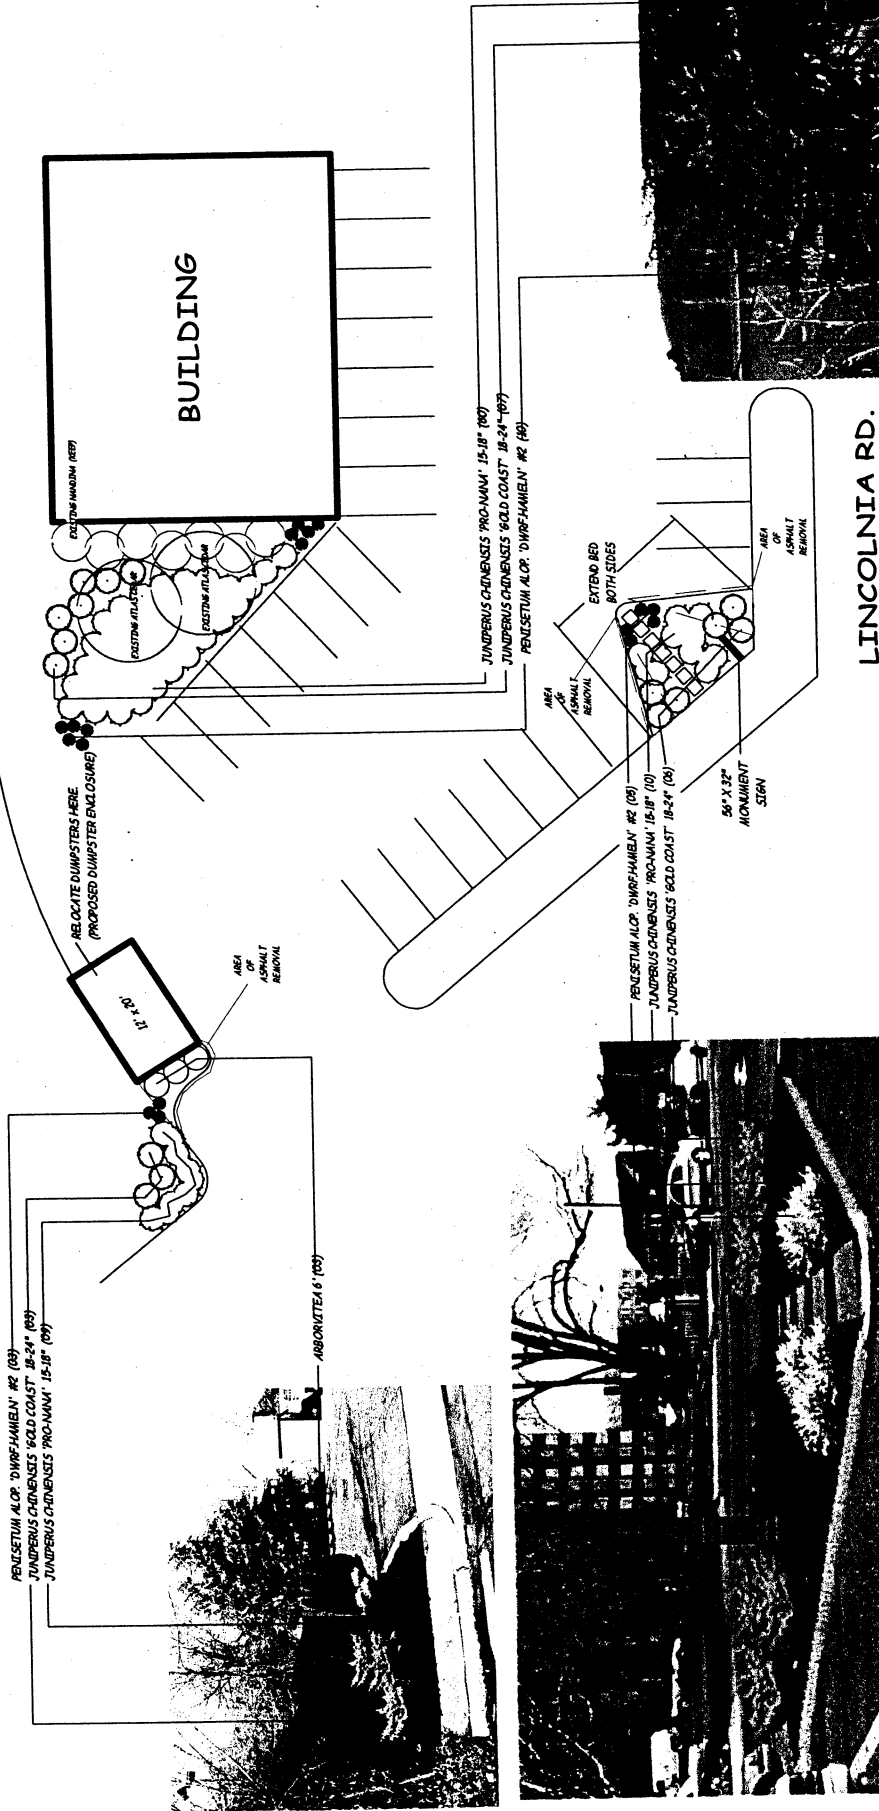 PENISETUM ALOP. 'DWRF.HAMELN' #2 (03)
JUNIPERUS CHINENSIS 'GOLD COAST' 18-24" (03)
JUNIPERUS CHINENSIS 'PRO-NANA' 15-18" (09)
ARBORVITEA 6' (03)
RELOCATE DUMPSTERS HERE.
(PROPOSED DUMPSTER ENCLOSURE)
12' x 20'
AREA
OF
ASPHALT
REMOVAL
EXISTING NANDINA (KEEP)
EXISTING ATLAS CEDAR
EXISTING ATLAS CEDAR
BUILDING
JUNIPERUS CHINENSIS 'PRO-NANA' 15-18" (80)
JUNIPERUS CHINENSIS 'GOLD COAST' 18-24" (07)
PENISETUM ALOP. 'DWRF.HAMELN' #2 (10)
AREA
OF
ASPHALT
REMOVAL
EXTEND BED
BOTH SIDES
AREA
OF
ASPHALT
REMOVAL
PENISETUM ALOP. 'DWRF.HAMELN' #2 (05)
JUNIPERUS CHINENSIS 'PRO-NANA' 15-18" (10)
JUNIPERUS CHINENSIS 'GOLD COAST' 18-24" (06)
56" X 32"
MONUMENT
SIGN
LINCOLNIA RD.